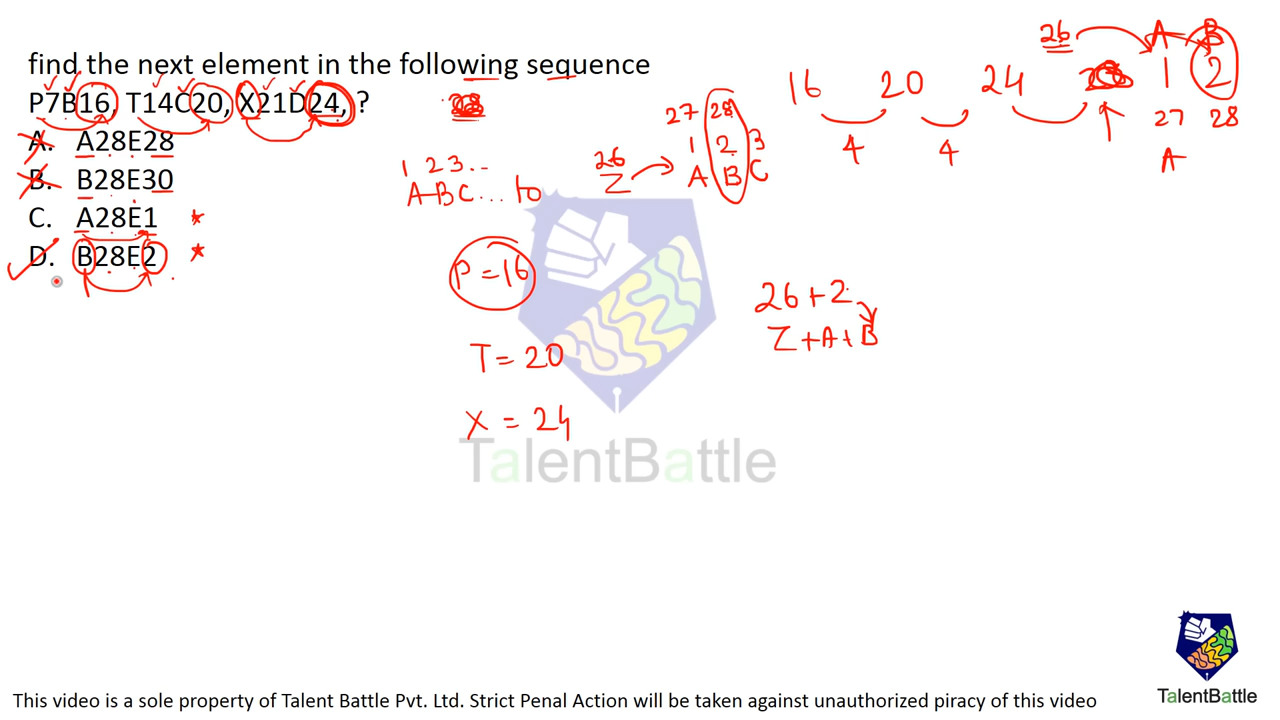 find the next element in the following sequence
P7B16, T14C20, X21D24, ?
A. A28E28
B. B28E30
C. A28E1 *
D. B28E2 *
26 A B
16 20 24 1 2
27 28
4 4 A
27 28
1 2 3
A B C
26
Z
1 2 3...
A B C ... to
P = 16
T = 20
X = 24
26 + 2
Z + A + B
TalentBattle
TalentBattle
This video is a sole property of Talent Battle Pvt. Ltd. Strict Penal Action will be taken against unauthorized piracy of this video